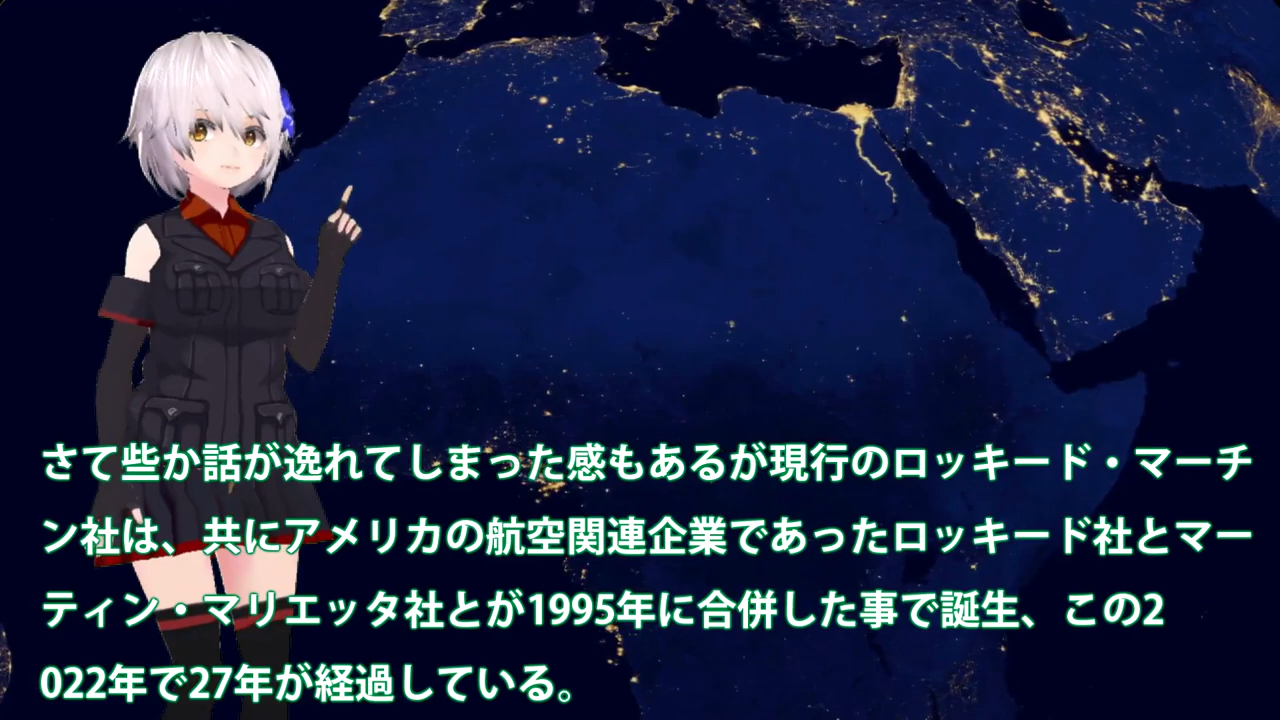 さて些か話が逸れてしまった感もあるが現行のロッキード・マーチ
ン社は、共にアメリカの航空関連企業であったロッキード社とマー
ティン・マリエッタ社とが1995年に合併した事で誕生、この2
022年で27年が経過している。